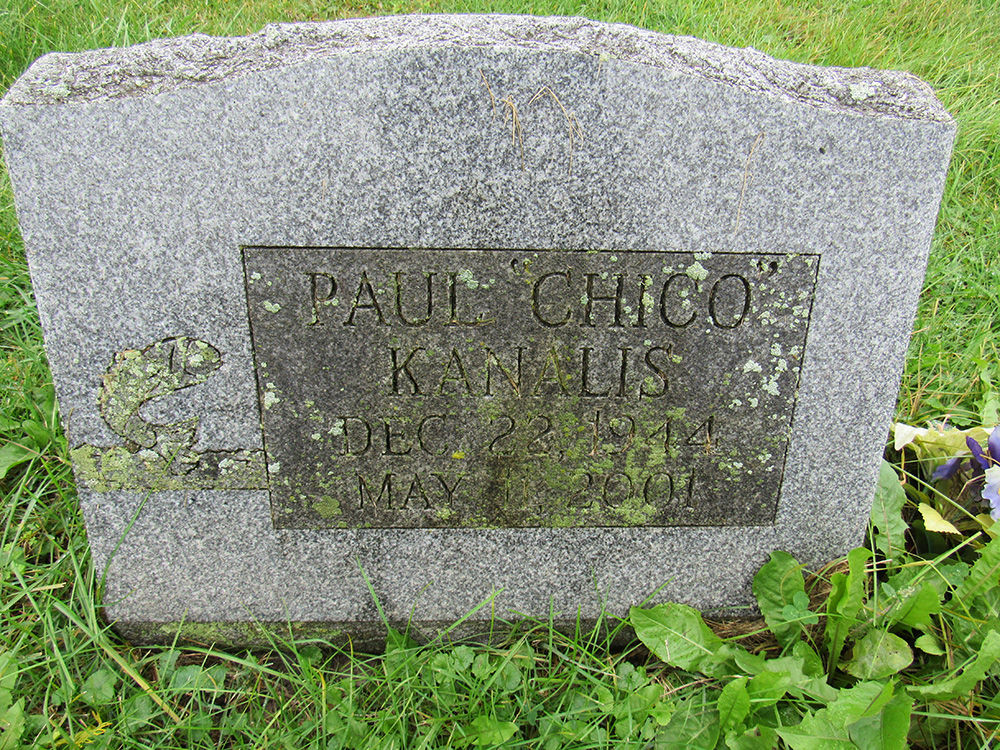 PAUL "CHICO"
KANALIS
DEC. 22, 1944
MAY 11, 2001